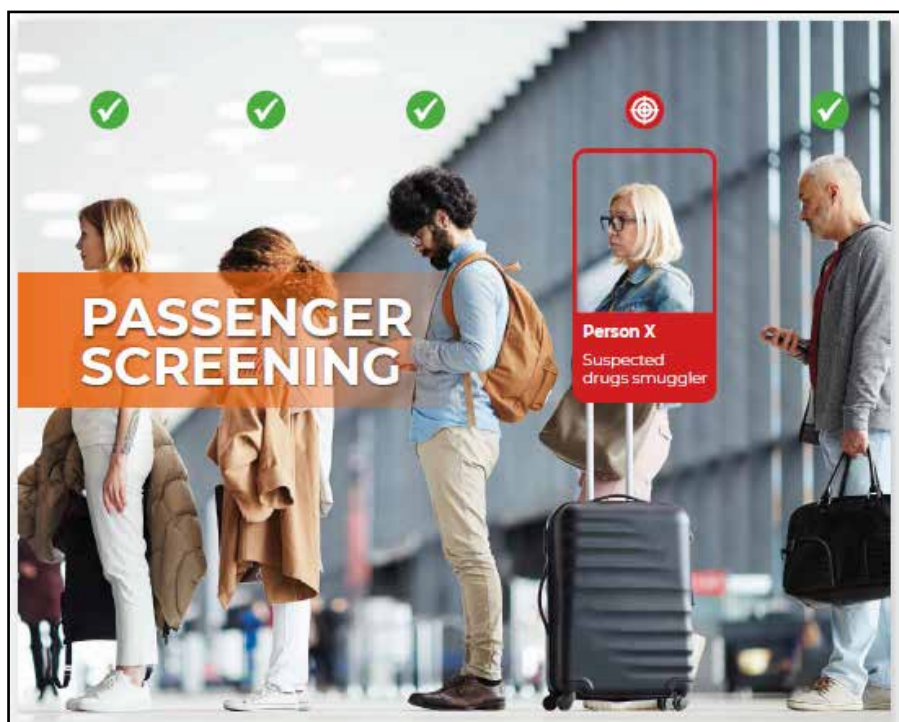 PASSENGER
SCREENING
Person X
Suspected
drugs smuggler